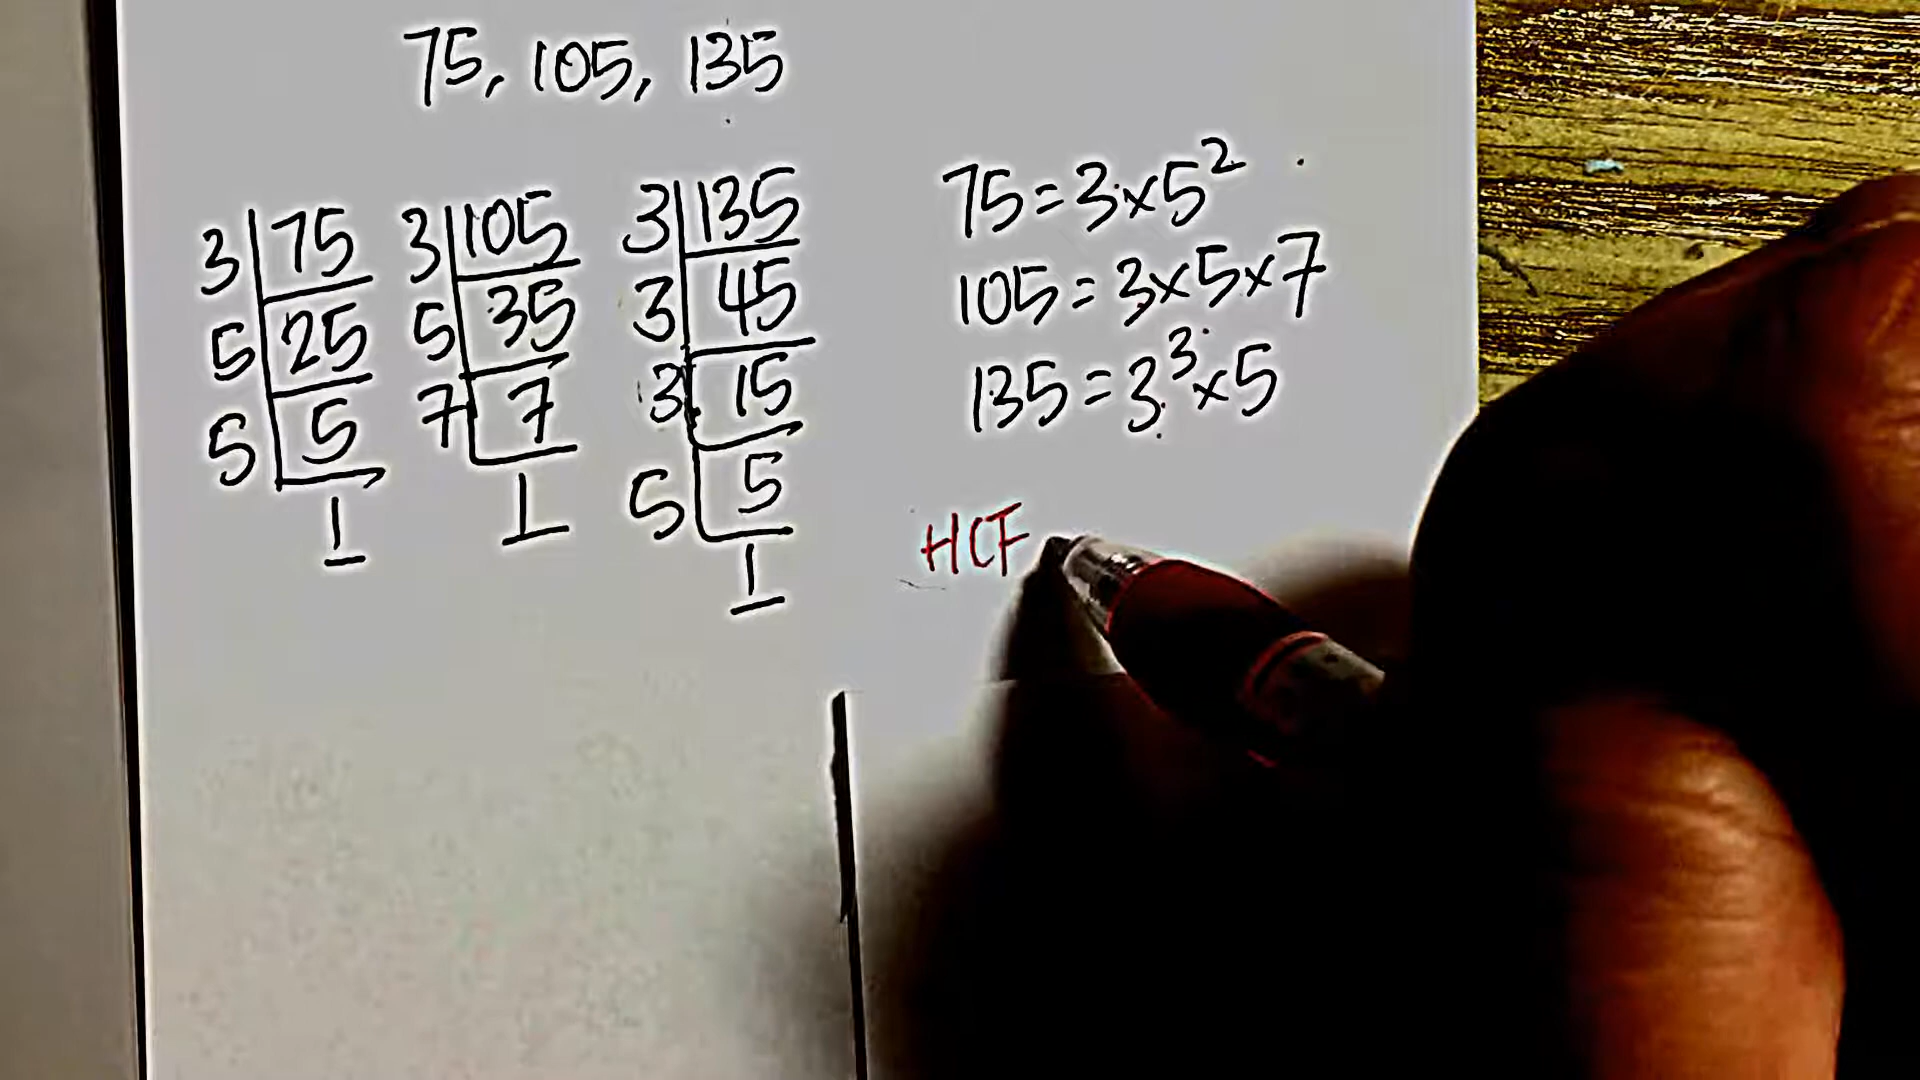 75, 105, 135
3 75
5 25
5 5
1
3 105
5 35
7 7
1
3 135
3 45
3 15
5 5
1
75 = 3 × 5²
105 = 3 × 5 × 7
135 = 3³ × 5
HCF